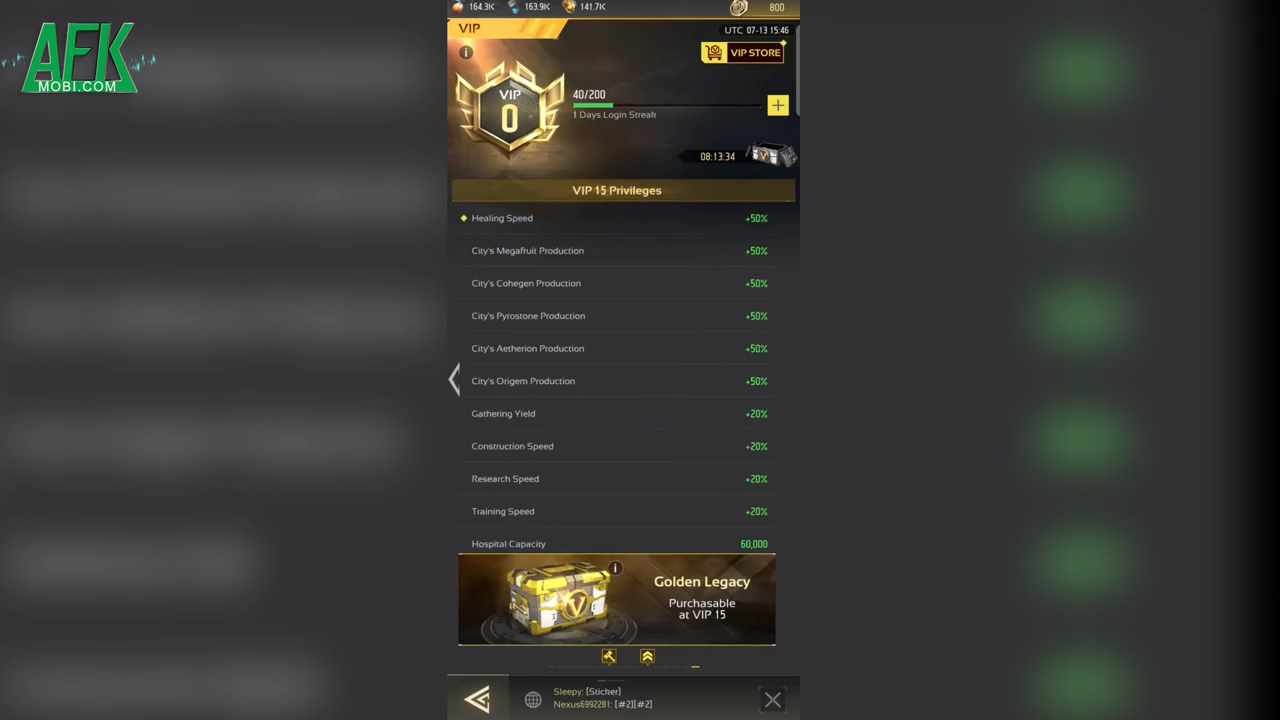 AFK
MOBI.COM
164.3K 163.9K 141.7K 800
VIP
UTC 07-13 15:46
VIP STORE
VIP
0
40/200
1 Days Login Streak
08:13:34
VIP 15 Privileges
Healing Speed +50%
City's Megafruit Production +50%
City's Cohegen Production +50%
City's Pyrostone Production +50%
City's Aetherion Production +50%
City's Origem Production +50%
Gathering Yield +20%
Construction Speed +20%
Research Speed +20%
Training Speed +20%
Hospital Capacity 60,000
Golden Legacy
Purchasable
at VIP 15
Sleepy: [Sticker]
Nexus6992281: [#2][#2]